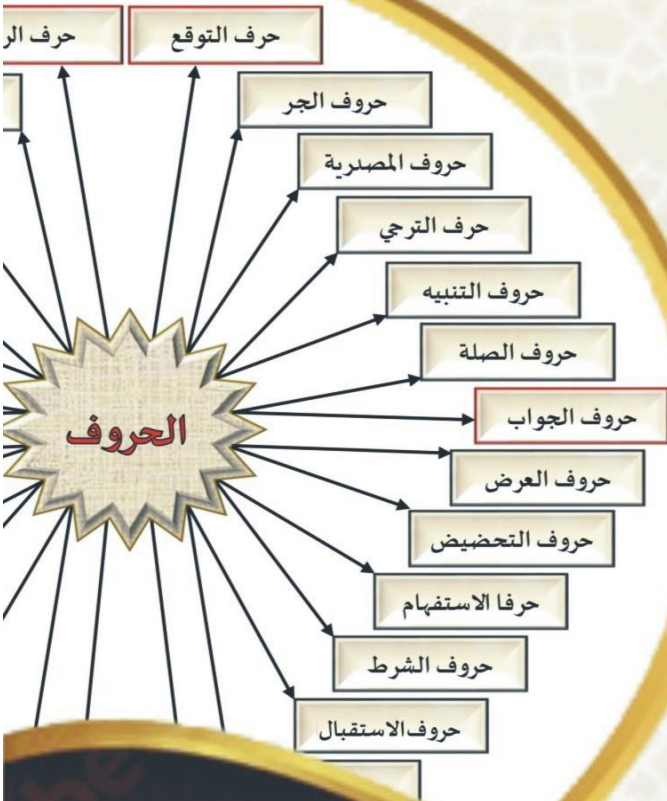 حرف التوقع
حرف
حروف الجر
حروف المصدرية
حرف الترجي
حروف التنبيه
حروف الصلة
حروف الجواب
الحروف
حروف العرض
حروف التحضيض
حرفا الاستفهام
حروف الشرط
حروف الاستقبال